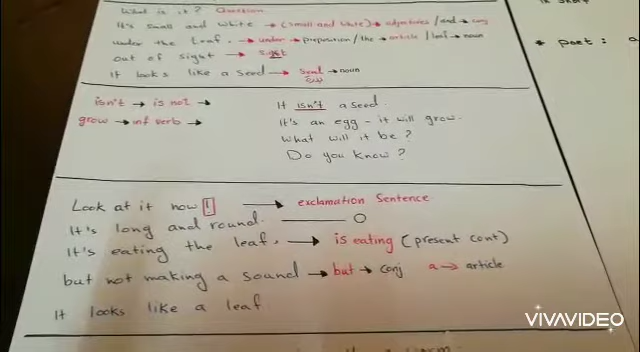 What is it? Question
It's small and white → (small and white) → adjectives / and → conj
under the leaf. → under → preposition / the → article / leaf → noun
out of sight → sight
It looks like a seed → seed → noun
isn't → is not →
It isn't a seed.
grow → inf verb →
It's an egg - it will grow.
What will it be?
Do you know?
Look at it now ! → exclamation Sentence
It's long and round.
It's eating the leaf. → is eating (present cont)
but not making a sound → but → conj a → article
It looks like a leaf
* poet :
VIVAVIDEO